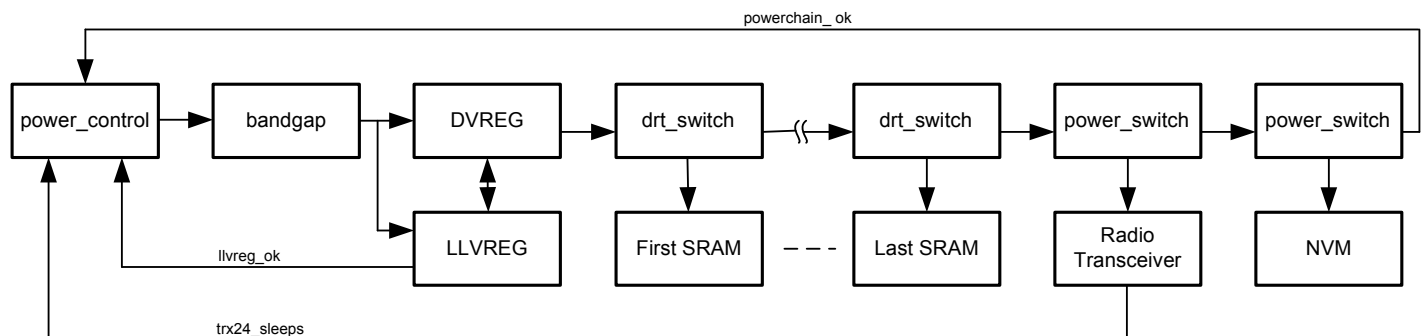 powerchain_ ok
power_control
bandgap
DVREG
drt_switch
drt_switch
power_switch
power_switch
LLVREG
First SRAM
Last SRAM
Radio
Transceiver
NVM
llvreg_ok
trx24_sleeps